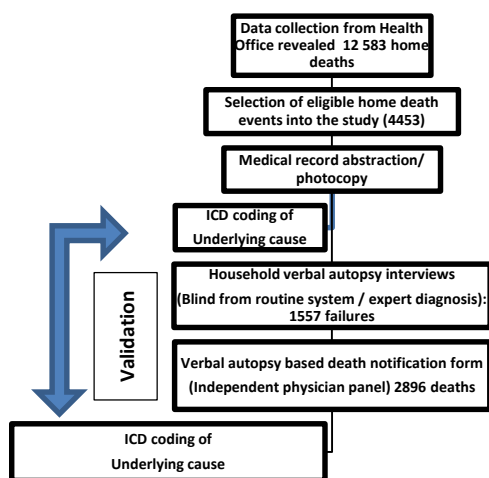 Data collection from Health
Office revealed 12 583 home
deaths
Selection of eligible home death
events into the study (4453)
Medical record abstraction/
photocopy
ICD coding of
Underlying cause
Household verbal autopsy interviews
(Blind from routine system / expert diagnosis):
1557 failures
Validation
Verbal autopsy based death notification form
(Independent physician panel) 2896 deaths
ICD coding of
Underlying cause